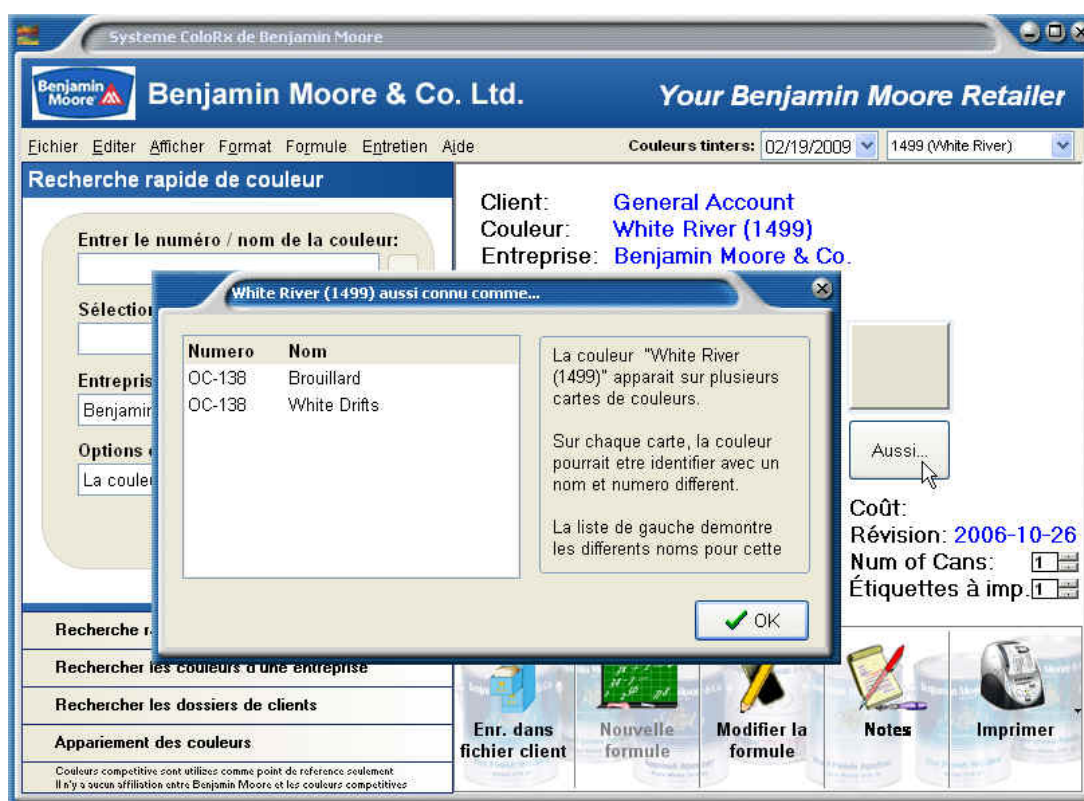 Systeme ColoRx de Benjamin Moore
Benjamin Moore
Benjamin Moore & Co. Ltd.
Your Benjamin Moore Retailer
Fichier Editer Afficher Format Formule Entretien Aide
Couleurs tinters: 02/19/2009 1499 (White River)
Recherche rapide de couleur
Entrer le numéro / nom de la couleur:
Client: General Account
Couleur: White River (1499)
Entreprise: Benjamin Moore & Co.
White River (1499) aussi connu comme...
Numero Nom
OC-138 Brouillard
OC-138 White Drifts
La couleur "White River
(1499)" apparait sur plusieurs
cartes de couleurs.
Sur chaque carte, la couleur
pourrait etre identifier avec un
nom et numero different.
La liste de gauche demontre
les differents noms pour cette
OK
Aussi...
Coût:
Révision: 2006-10-26
Num of Cans: 1
Étiquettes à imp. 1
Options
Recherche
Rechercher les couleurs d'une entreprise
Rechercher les dossiers de clients
Appariement des couleurs
Couleurs competitive sont utilizes comme point de reference seulement
Il n'y a aucun affiliation entre Benjamin Moore et les couleurs competitives
Enr. dans
fichier client
Nouvelle
formule
Modifier la
formule
Notes
Imprimer